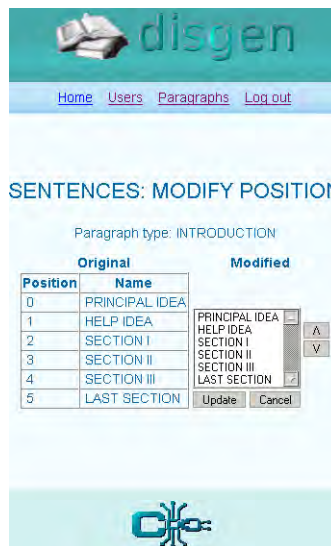 disgen
Home Users Paragraphs Log out
SENTENCES: MODIFY POSITION
Paragraph type: INTRODUCTION
Original Modified
Position Name
0 PRINCIPAL IDEA
1 HELP IDEA
2 SECTION I
3 SECTION II
4 SECTION III
5 LAST SECTION
PRINCIPAL IDEA
HELP IDEA
SECTION I
SECTION II
SECTION III
LAST SECTION
Λ
V
Update Cancel